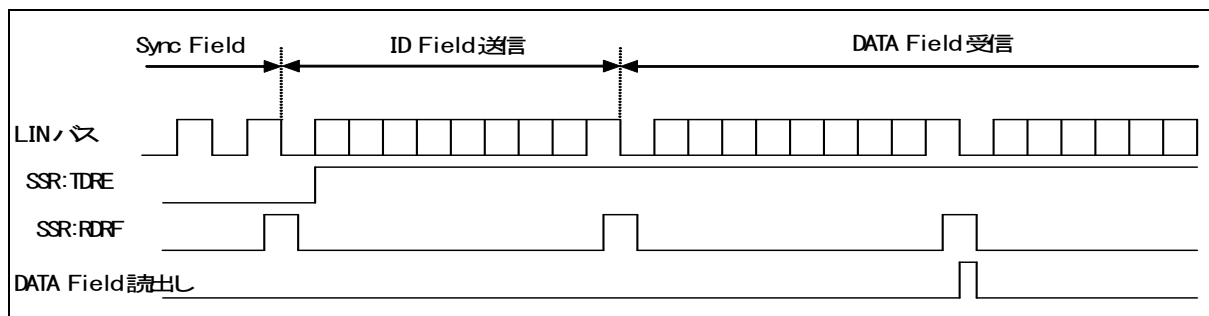 Sync Field
ID Field送信
DATA Field受信
LINバス
SSR:TDRE
SSR:RDRF
DATA Field読出し